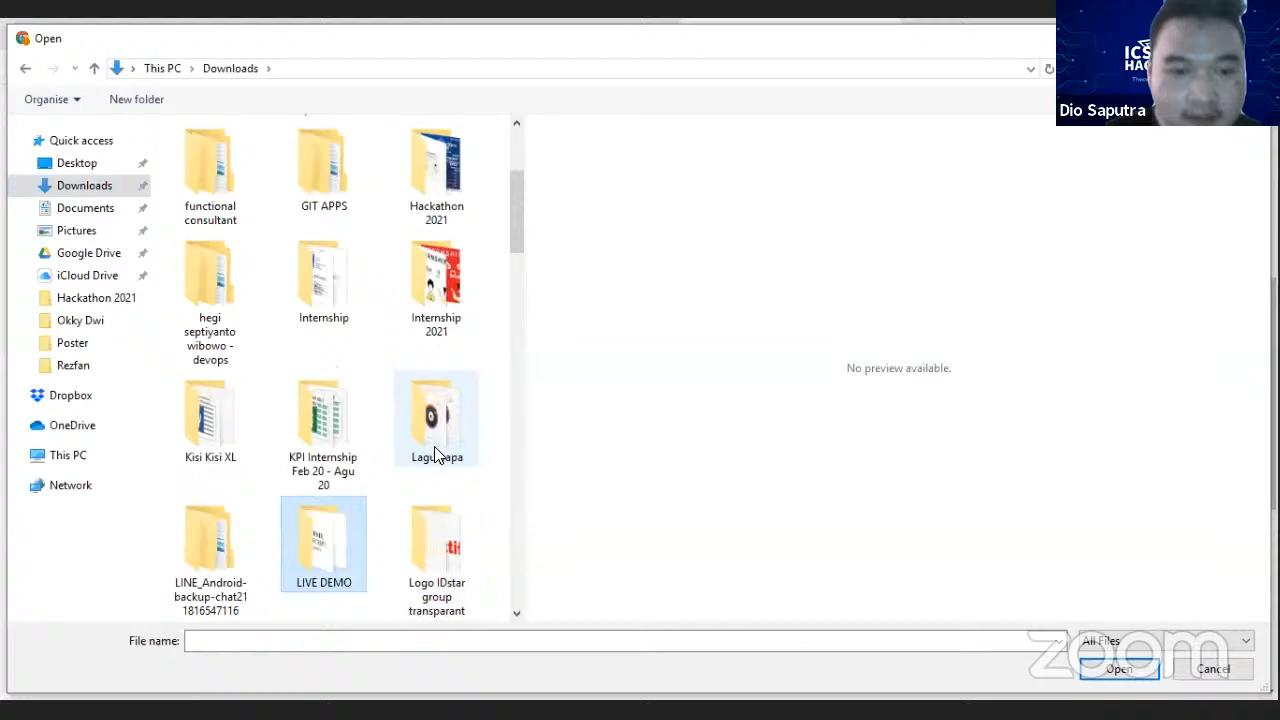 Open
This PC
Downloads
Organise
New folder
Dio Saputra
Quick access
Desktop
Downloads
Documents
Pictures
Google Drive
iCloud Drive
Hackathon 2021
Okky Dwi
Poster
Rezfan
Dropbox
OneDrive
This PC
Network
functional
consultant
GIT APPS
Hackathon
2021
hegi
septiyanto
wibowo -
devops
Internship
Internship
2021
Kisi Kisi XL
KPI Internship
Feb 20 - Agu
20
LINE_Android-
backup-chat21
1816547116
LIVE DEMO
Logo IDstar
group
transparant
No preview available.
File name:
All Files
Open
Cancel
zoom